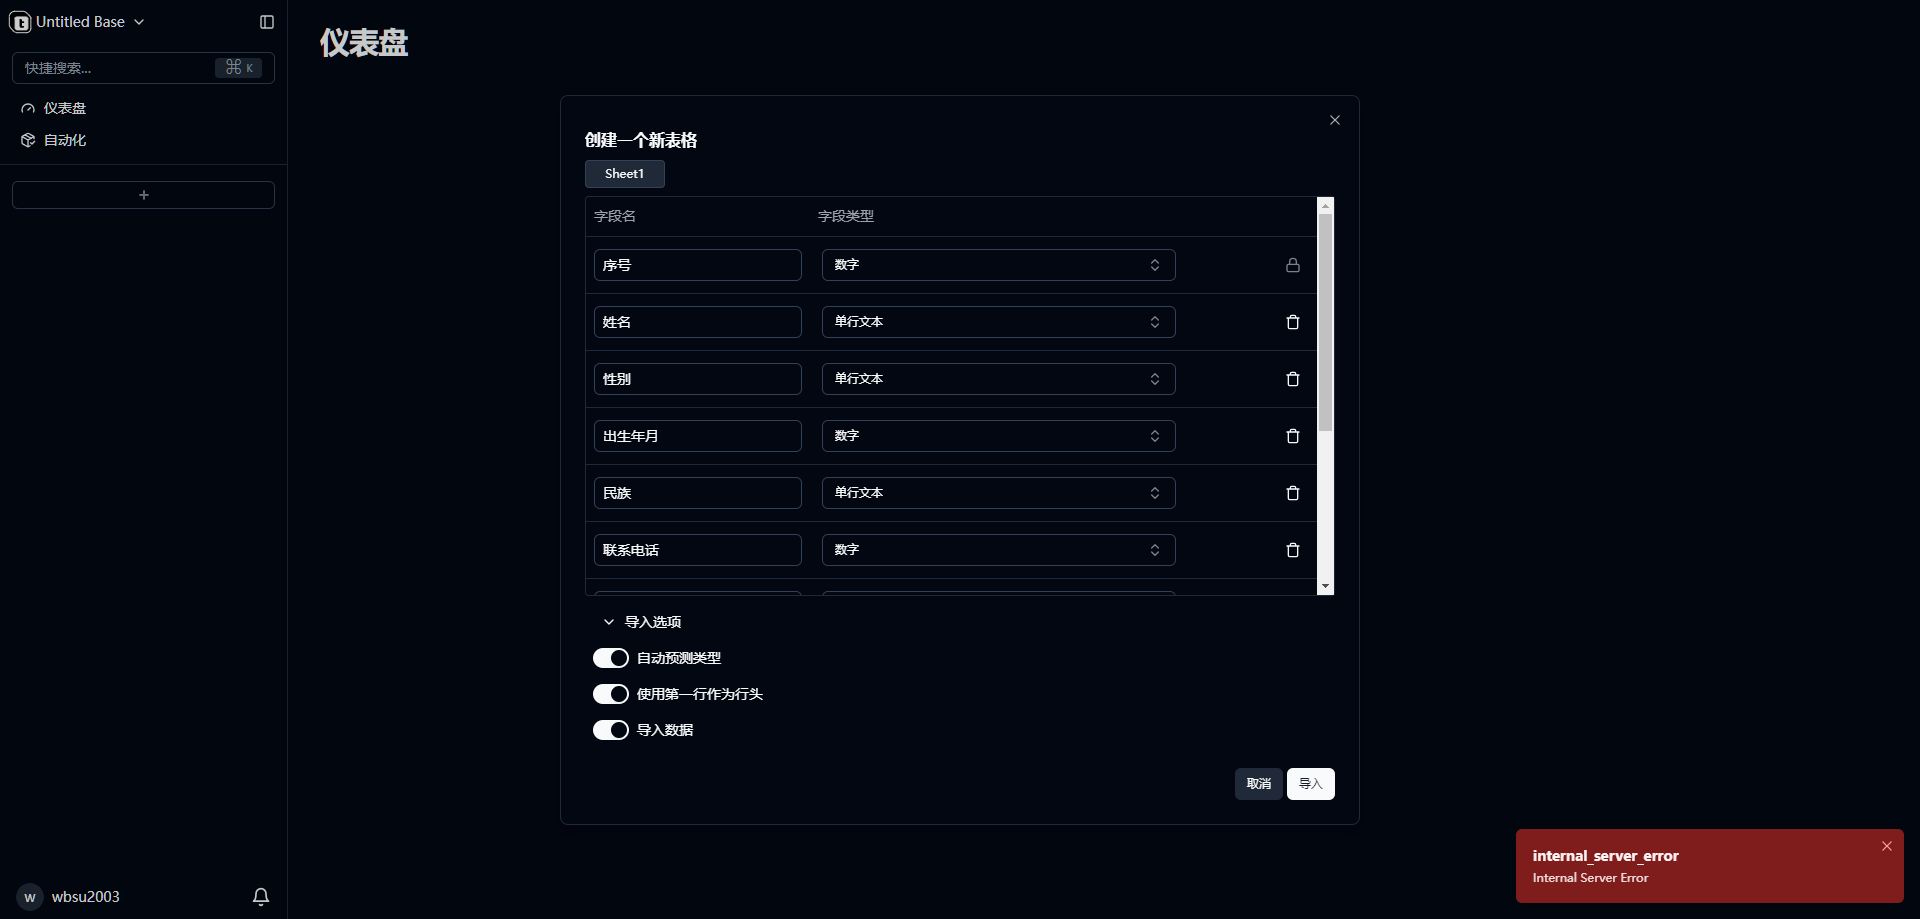 Untitled Base
快捷搜索...
⌘ K
仪表盘
自动化
+
w wbsu2003
仪表盘
创建一个新表格
Sheet1
字段名 字段类型
序号 数字
姓名 单行文本
性别 单行文本
出生年月 数字
民族 单行文本
联系电话 数字
导入选项
自动预测类型
使用第一行作为行头
导入数据
取消 导入
internal_server_error
Internal Server Error